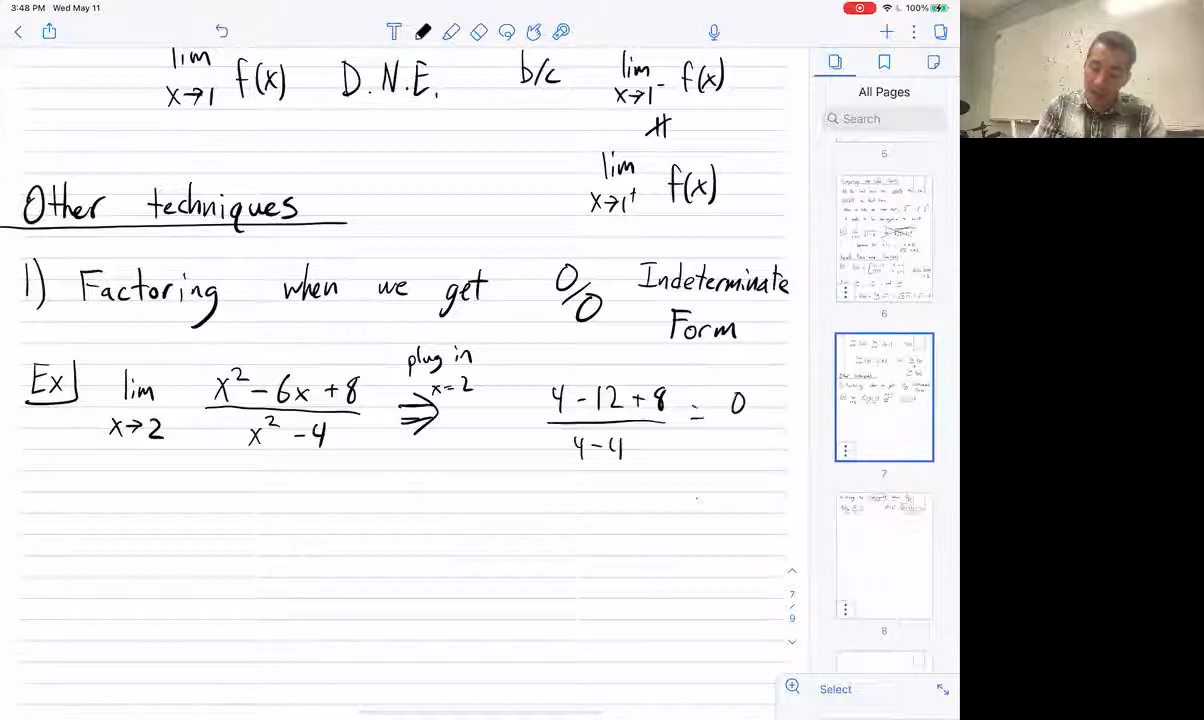 3:48 PM Wed May 11
100%
lim x→1 f(x) D.N.E. b/c lim x→1⁻ f(x)
≠
lim x→1⁺ f(x)
Other techniques
1) Factoring when we get 0/0 Indeterminate
Form
Ex lim x→2 (x² - 6x + 8)/(x² - 4) ⇒ plug in x=2 (4 - 12 + 8)/(4 - 4) = 0
All Pages
Search
5
6
7
8
7
/
9
Select